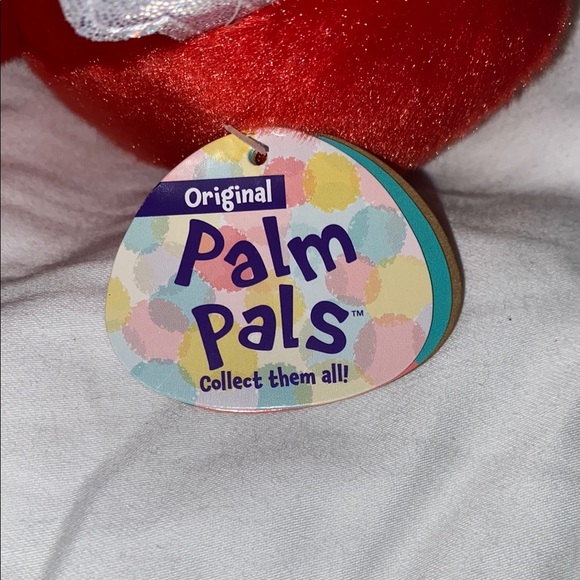 Original
Palm
Pals™
Collect them all!